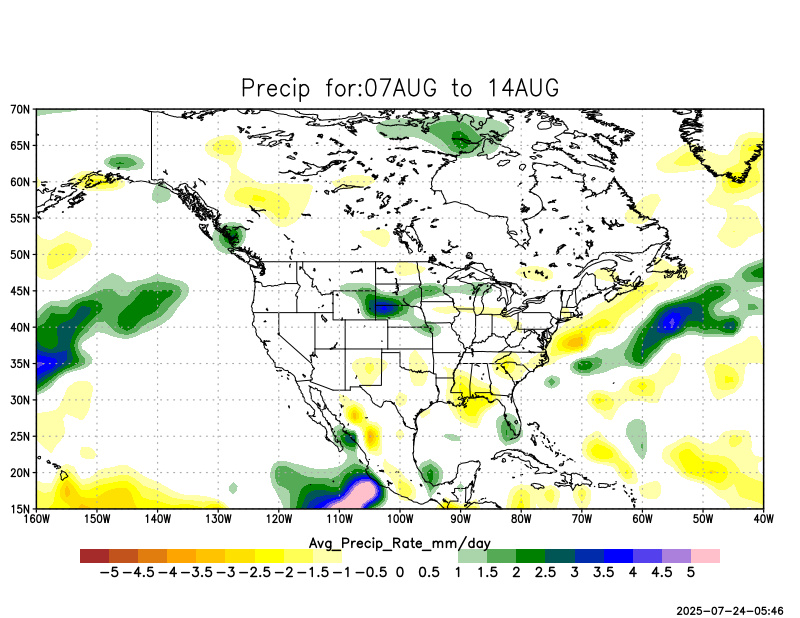 Precip for:07AUG to 14AUG
70N
65N
60N
55N
50N
45N
40N
35N
30N
25N
20N
15N
160W 150W 140W 130W 120W 110W 100W 90W 80W 70W 60W 50W 40W
Avg_Precip_Rate_mm/day
−5 −4.5 −4 −3.5 −3 −2.5 −2 −1.5 −1 −0.5 0 0.5 1 1.5 2 2.5 3 3.5 4 4.5 5
2025-07-24-05:46